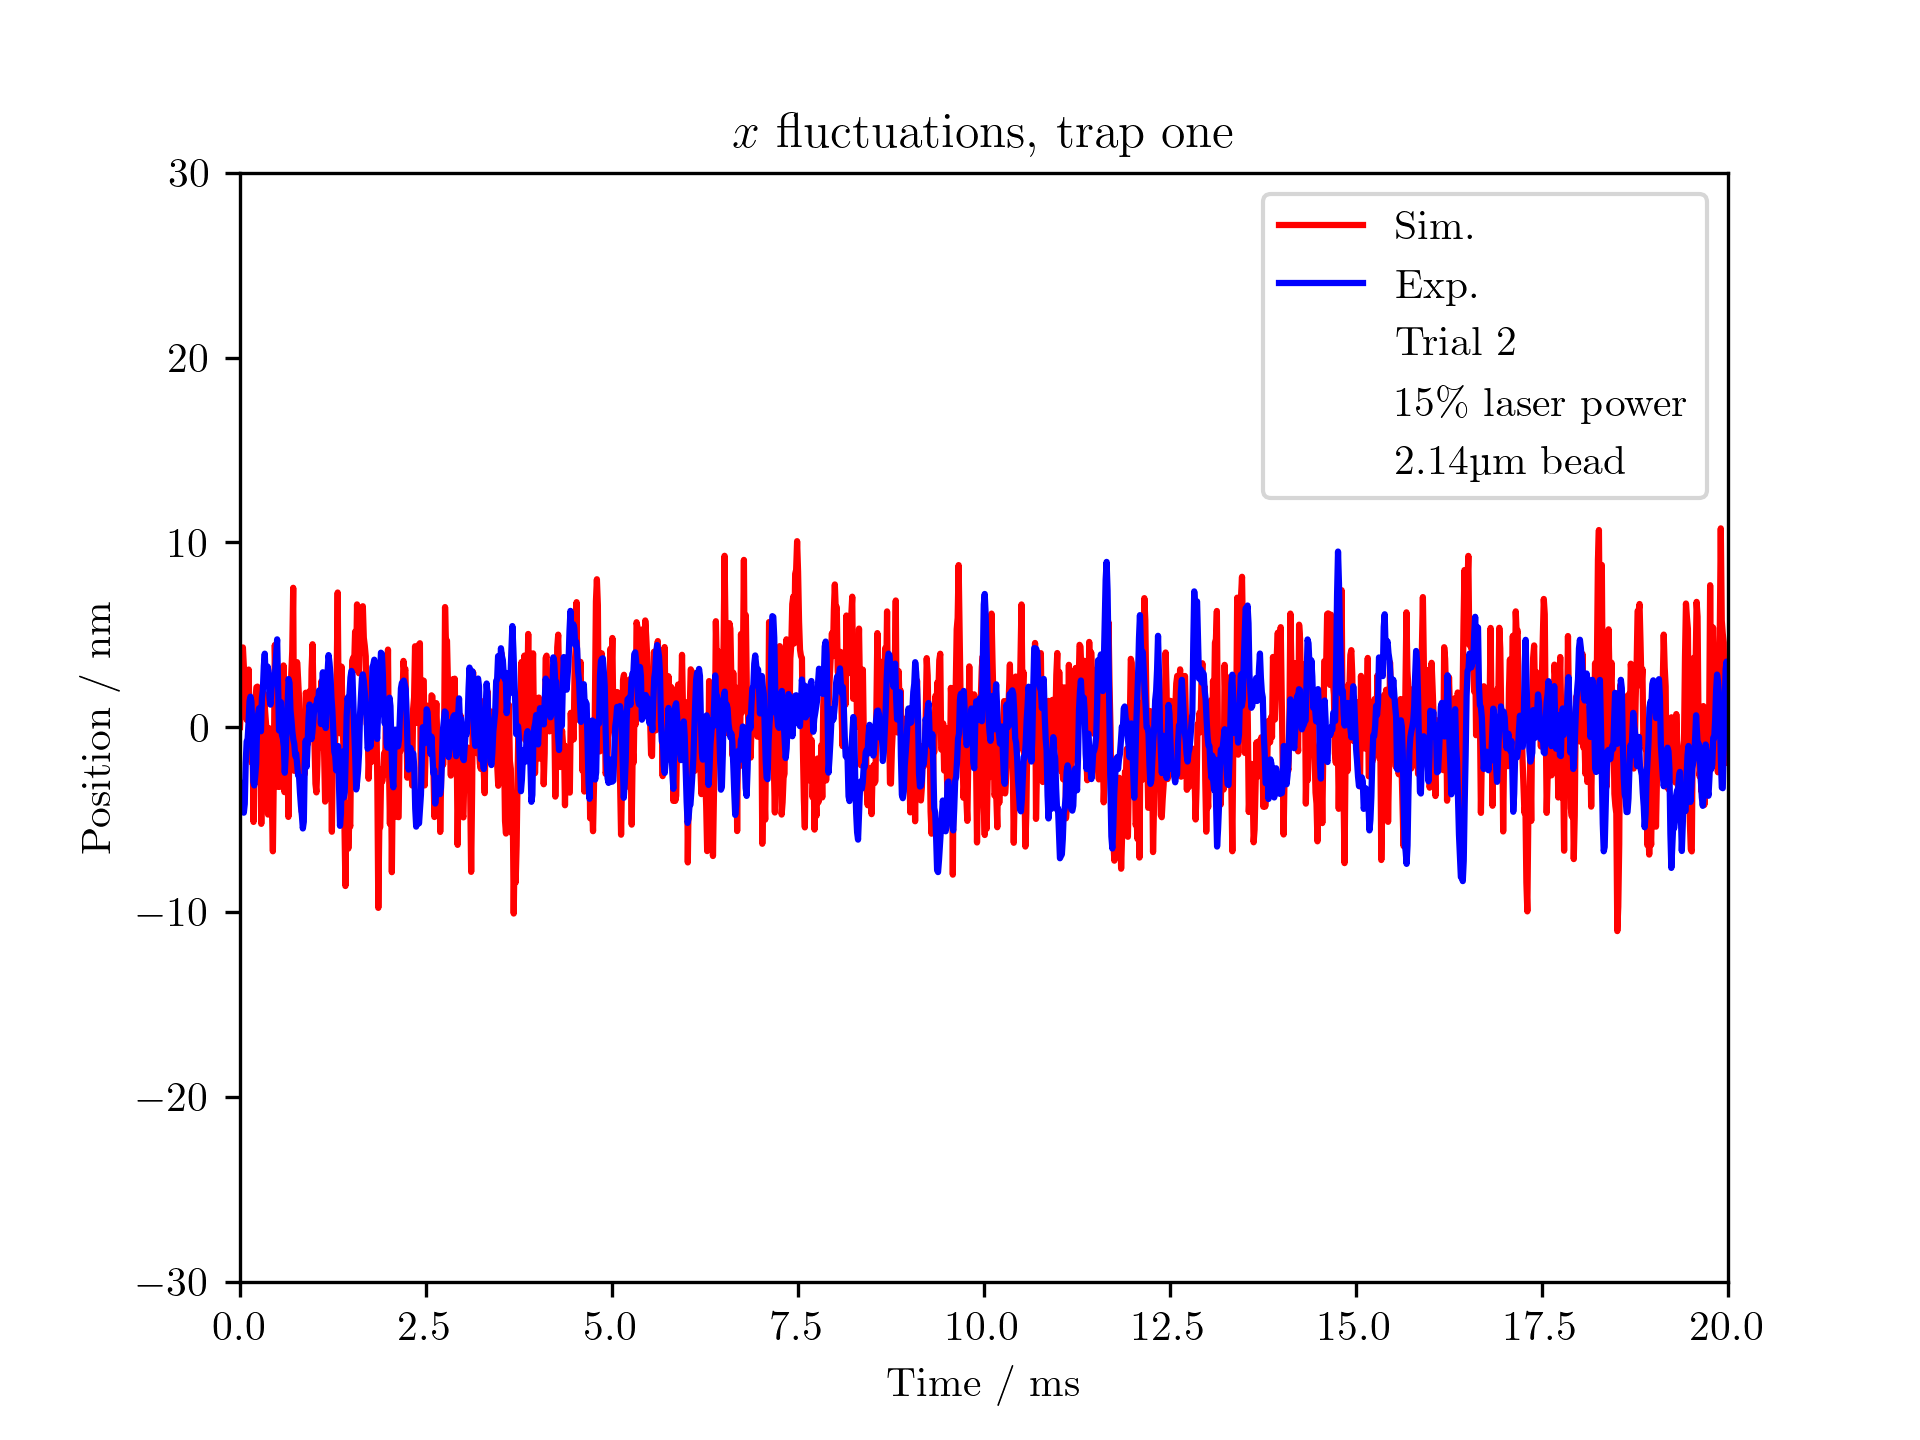 x fluctuations, trap one
Sim.
Exp.
Trial 2
15% laser power
2.14µm bead
30
20
10
0
−10
−20
−30
Position / nm
0.0 2.5 5.0 7.5 10.0 12.5 15.0 17.5 20.0
Time / ms